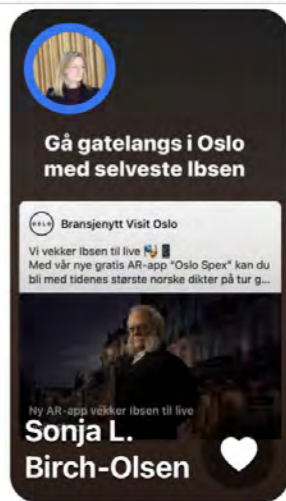 Gå gatelangs i Oslo
med selveste Ibsen
OSLO
Bransjenytt Visit Oslo
Vi vekker Ibsen til live
Med vår nye gratis AR-app "Oslo Spex" kan du
bli med tidenes største norske dikter på tur g...
Ny AR-app vekker Ibsen til live
Sonja L.
Birch-Olsen